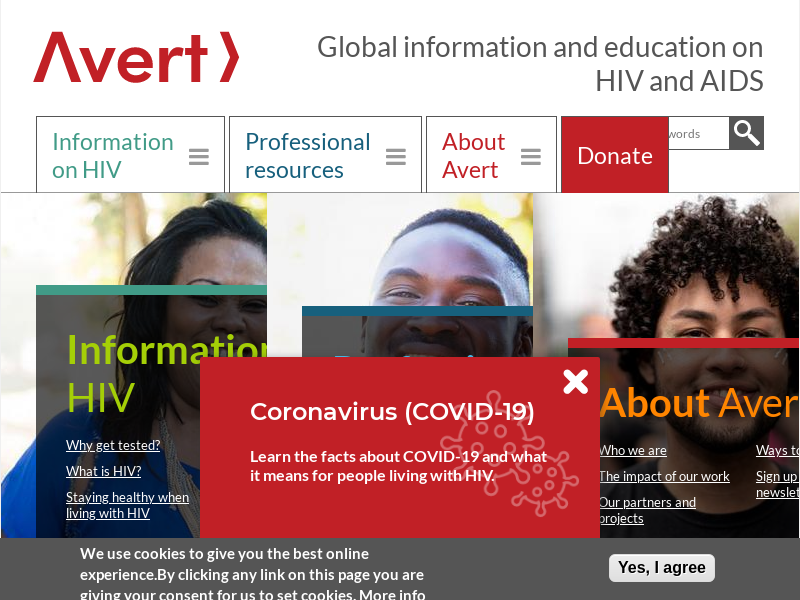 Avert
Global information and education on
HIV and AIDS
Information
on HIV
Professional
resources
About
Avert
Donate
words
Information
HIV
Why get tested?
What is HIV?
Staying healthy when
living with HIV
About Aver
Who we are
The impact of our work
Our partners and
projects
Ways to
Sign up
newslet
Coronavirus (COVID-19)
Learn the facts about COVID-19 and what
it means for people living with HIV.
We use cookies to give you the best online
experience.By clicking any link on this page you are
giving your consent for us to set cookies. More info
Yes, I agree